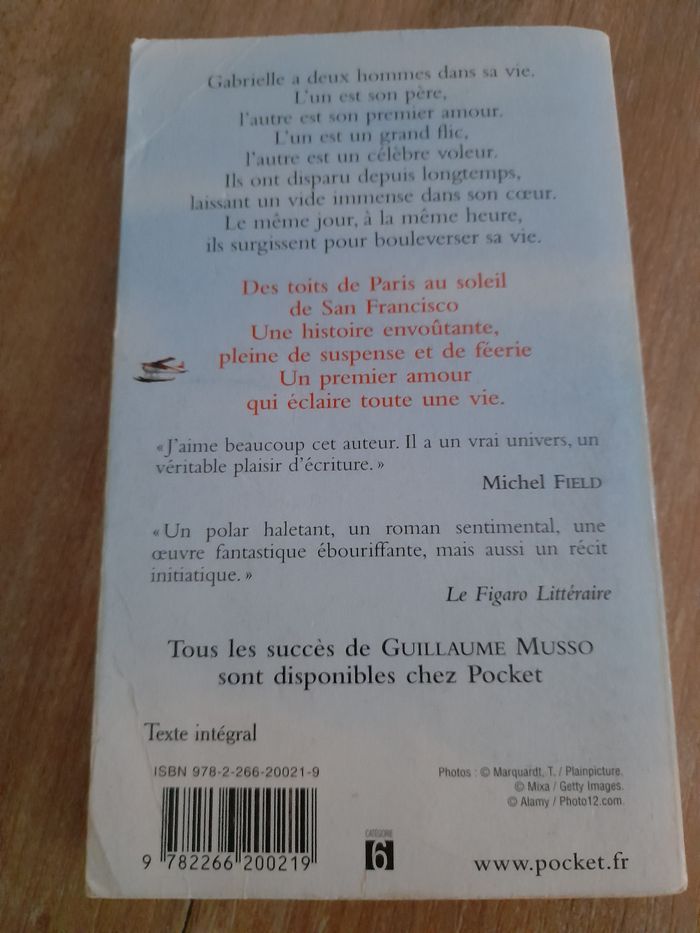 Gabrielle a deux hommes dans sa vie.
L'un est son père,
l'autre est son premier amour.
L'un est un grand flic,
l'autre est un célèbre voleur.
Ils ont disparu depuis longtemps,
laissant un vide immense dans son cœur.
Le même jour, à la même heure,
ils surgissent pour bouleverser sa vie.
Des toits de Paris au soleil
de San Francisco
Une histoire envoûtante,
pleine de suspense et de féerie
Un premier amour
qui éclaire toute une vie.
« J'aime beaucoup cet auteur. Il a un vrai univers, un
véritable plaisir d'écriture. »
Michel FIELD
« Un polar haletant, un roman sentimental, une
œuvre fantastique ébouriffante, mais aussi un récit
initiatique. »
Le Figaro Littéraire
Tous les succès de GUILLAUME MUSSO
sont disponibles chez Pocket
Texte intégral
ISBN 978-2-266-20021-9
Photos : © Marquardt, T. / Plainpicture.
© Mixa / Getty Images.
© Alamy / Photo12.com.
9 782266 200219
CATÉGORIE
6
www.pocket.fr